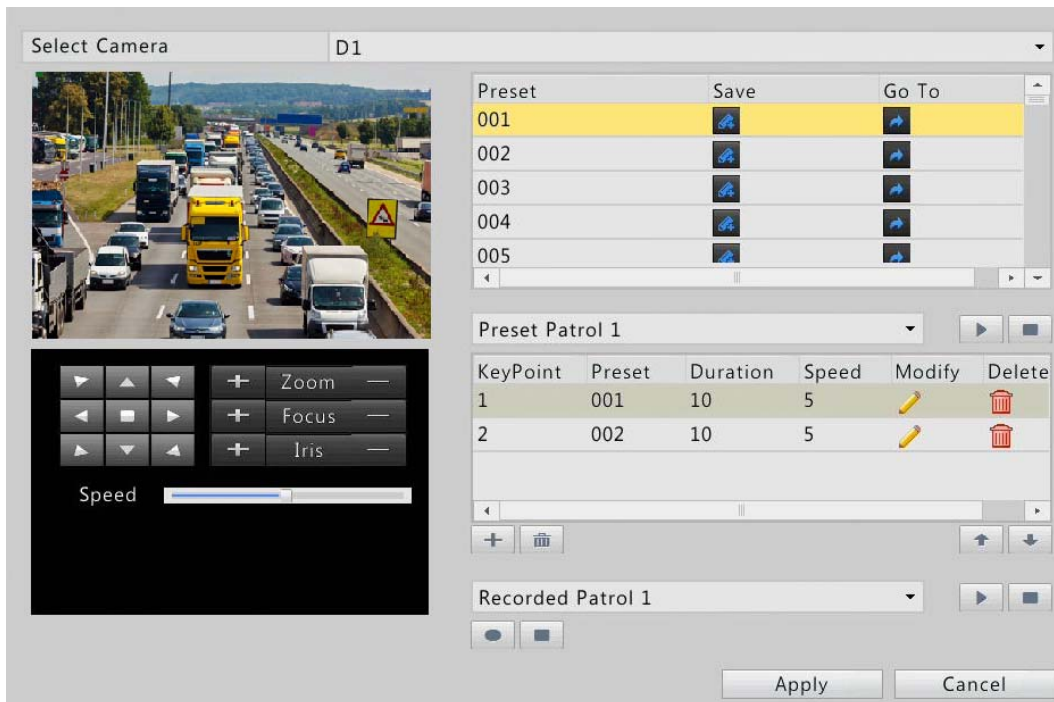 Select Camera D1
Preset Save Go To
001
002
003
004
005
Preset Patrol 1
KeyPoint Preset Duration Speed Modify Delete
1 001 10 5
2 002 10 5
Zoom
Focus
Iris
Speed
Recorded Patrol 1
Apply Cancel